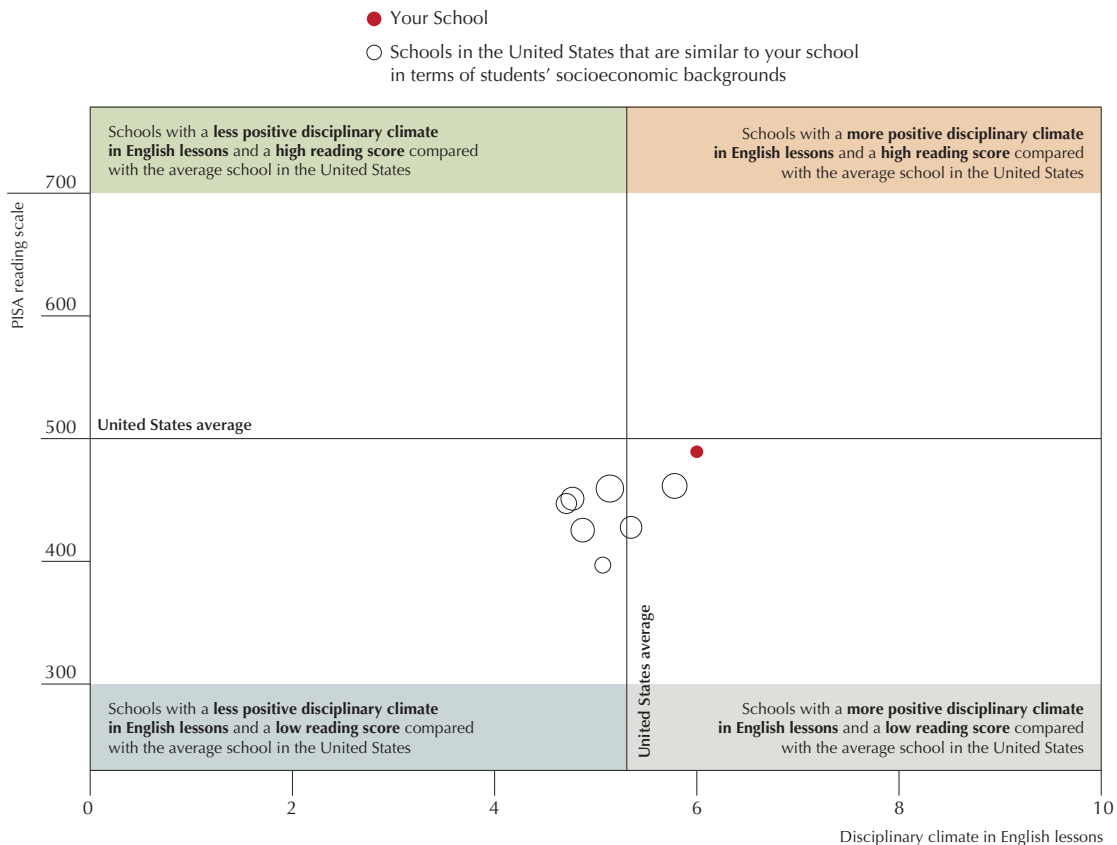 Your School
Schools in the United States that are similar to your school
in terms of students’ socioeconomic backgrounds
Schools with a less positive disciplinary climate
in English lessons and a high reading score compared
with the average school in the United States
Schools with a more positive disciplinary climate
in English lessons and a high reading score compared
with the average school in the United States
PISA reading scale
700
600
500
400
300
United States average
United States average
Schools with a less positive disciplinary climate
in English lessons and a low reading score compared
with the average school in the United States
Schools with a more positive disciplinary climate
in English lessons and a low reading score compared
with the average school in the United States
0
2
4
6
8
10
Disciplinary climate in English lessons